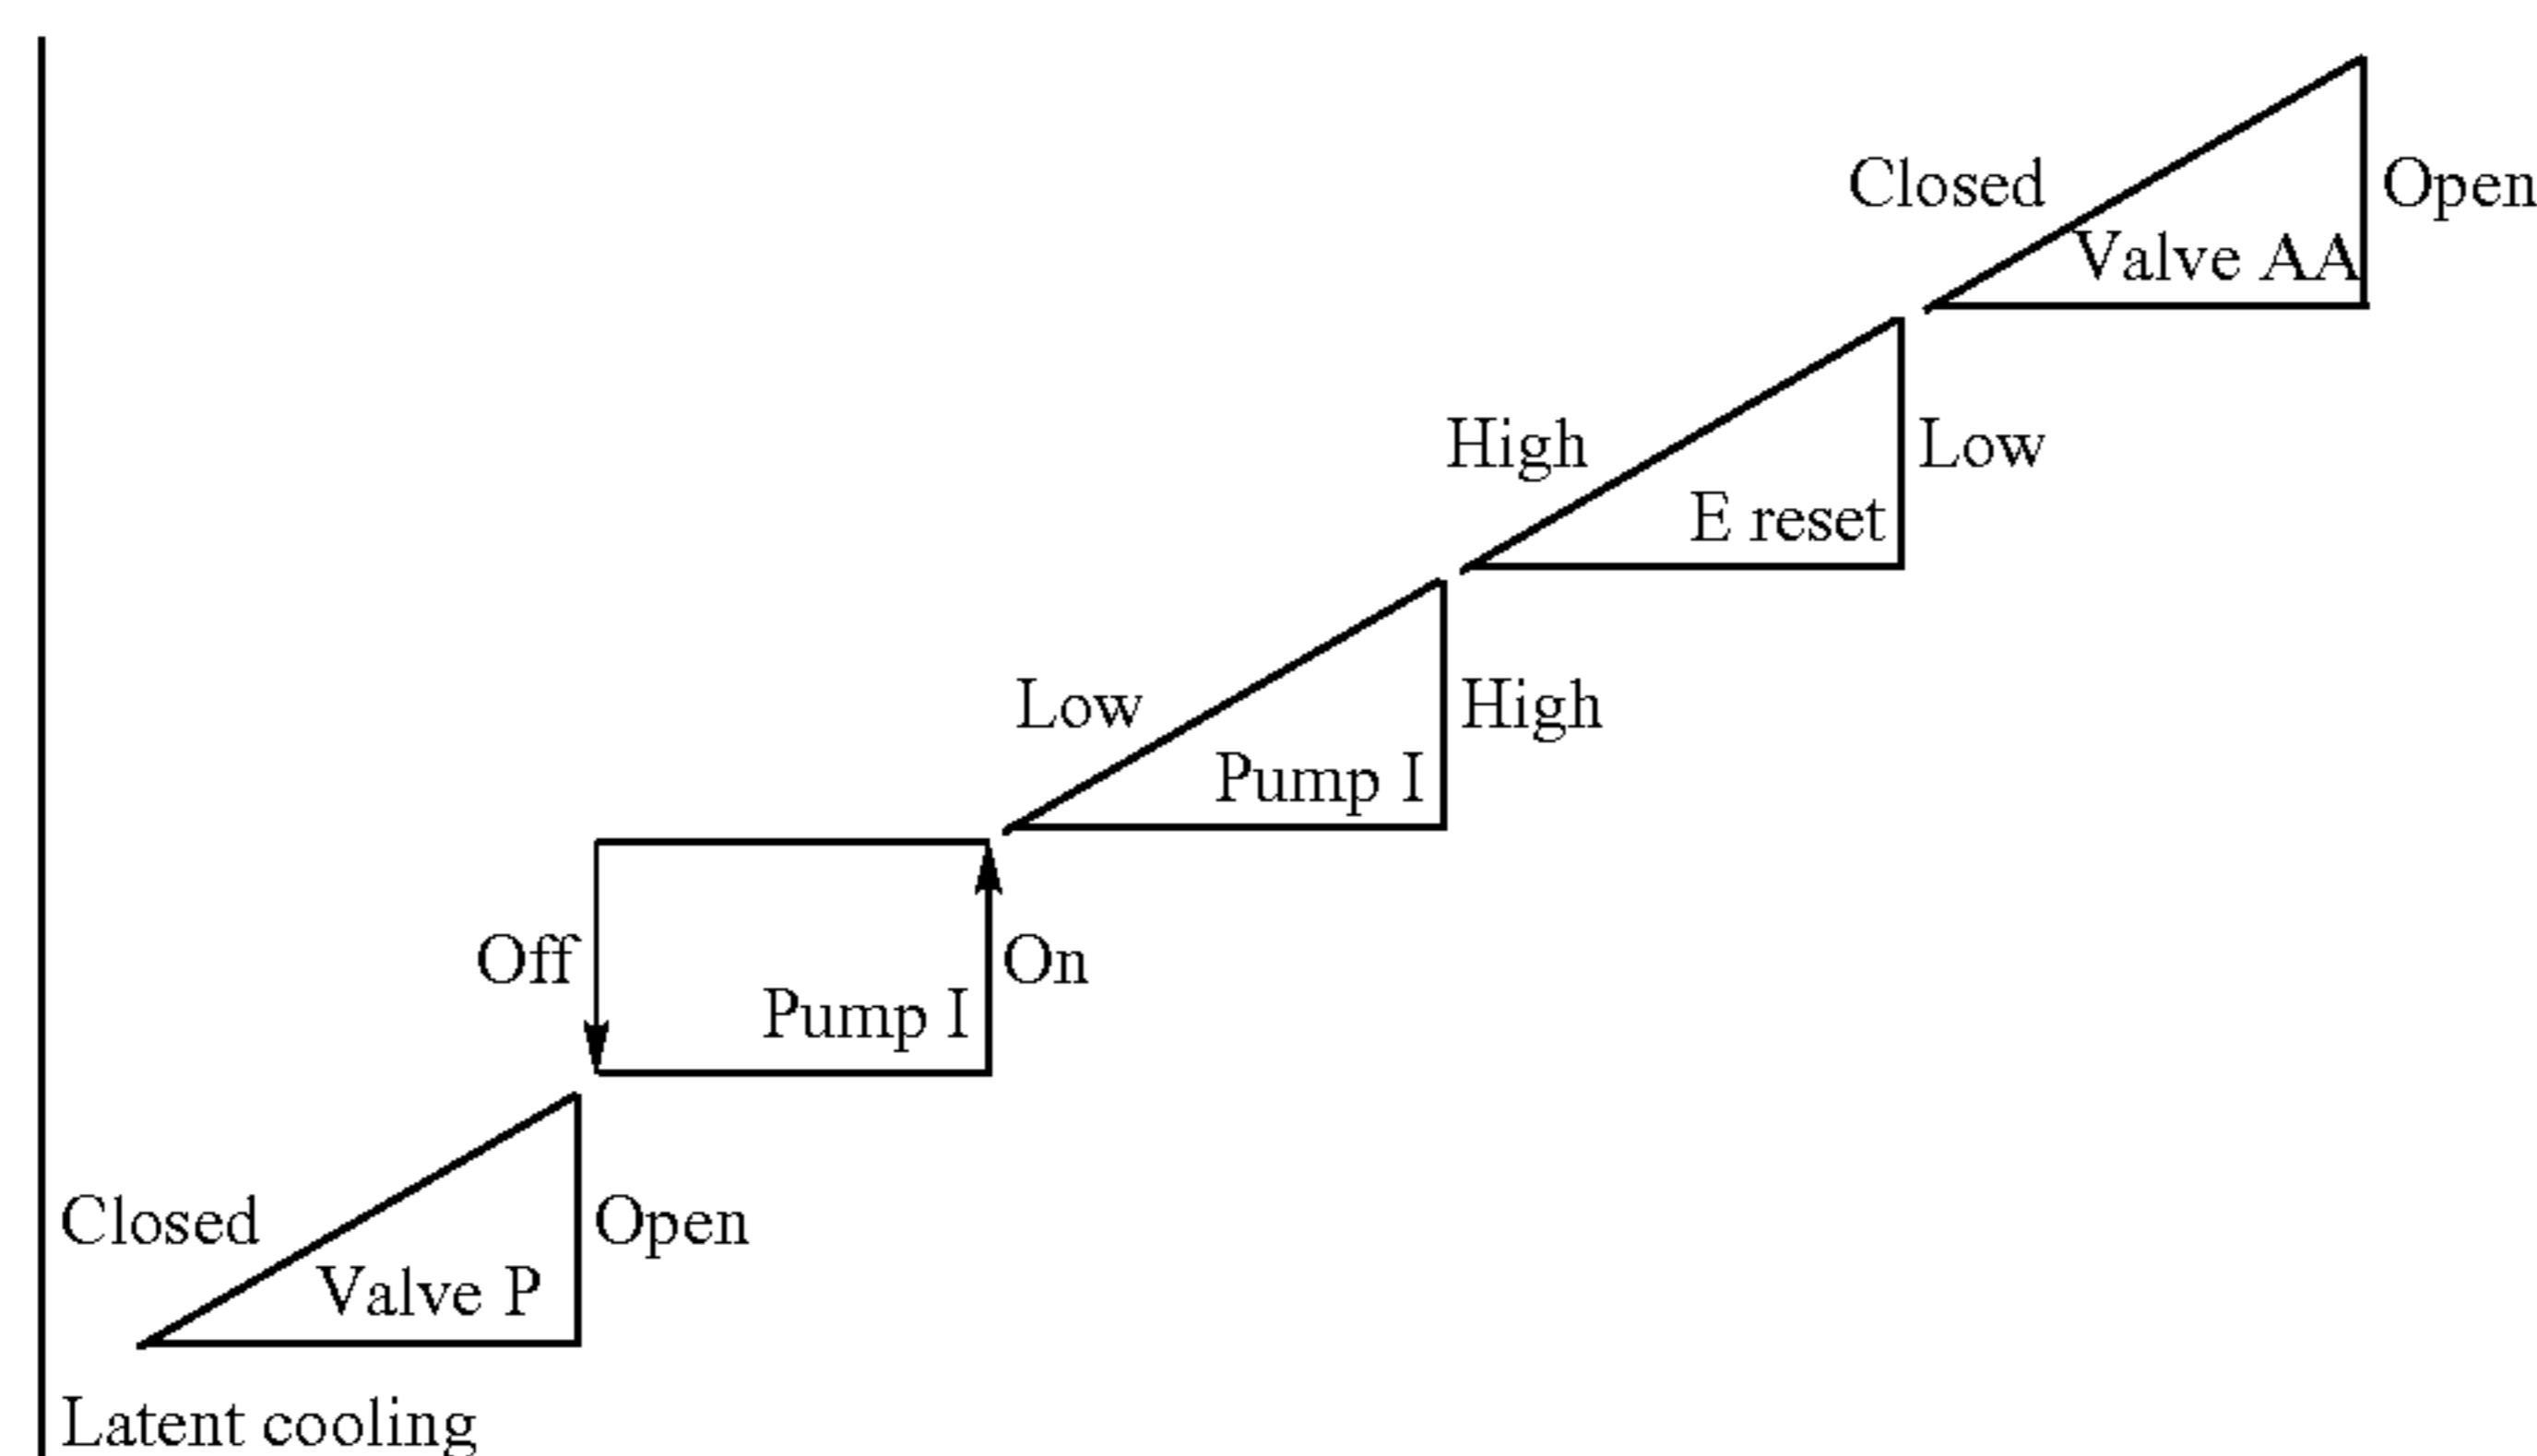 Closed
Open
Valve AA
High
Low
E reset
Low
High
Pump I
Off
On
Pump I
Closed
Open
Valve P
Latent cooling